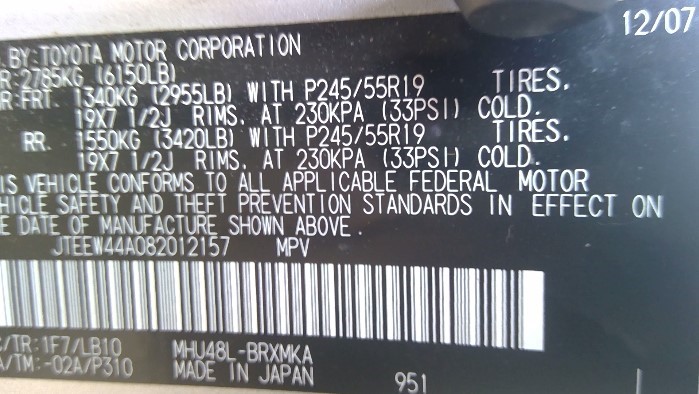 12/07
. BY: TOYOTA MOTOR CORPORATION
R: 2785KG (6150LB)
R: FRT. 1340KG (2955LB) WITH P245/55R19 TIRES.
19X7 1/2J RIMS. AT 230KPA (33PSI) COLD.
RR. 1550KG (3420LB) WITH P245/55R19 TIRES.
19X7 1/2J RIMS. AT 230KPA (33PSI) COLD.
IS VEHICLE CONFORMS TO ALL APPLICABLE FEDERAL MOTOR
HICLE SAFETY AND THEFT PREVENTION STANDARDS IN EFFECT ON
E DATE OF MANUFACTURE SHOWN ABOVE.
JTEEW44A082012157 MPV
/TR: 1F7/LB10 MHU48L-BRXMKA
A/TM: -02A/P310 MADE IN JAPAN 951